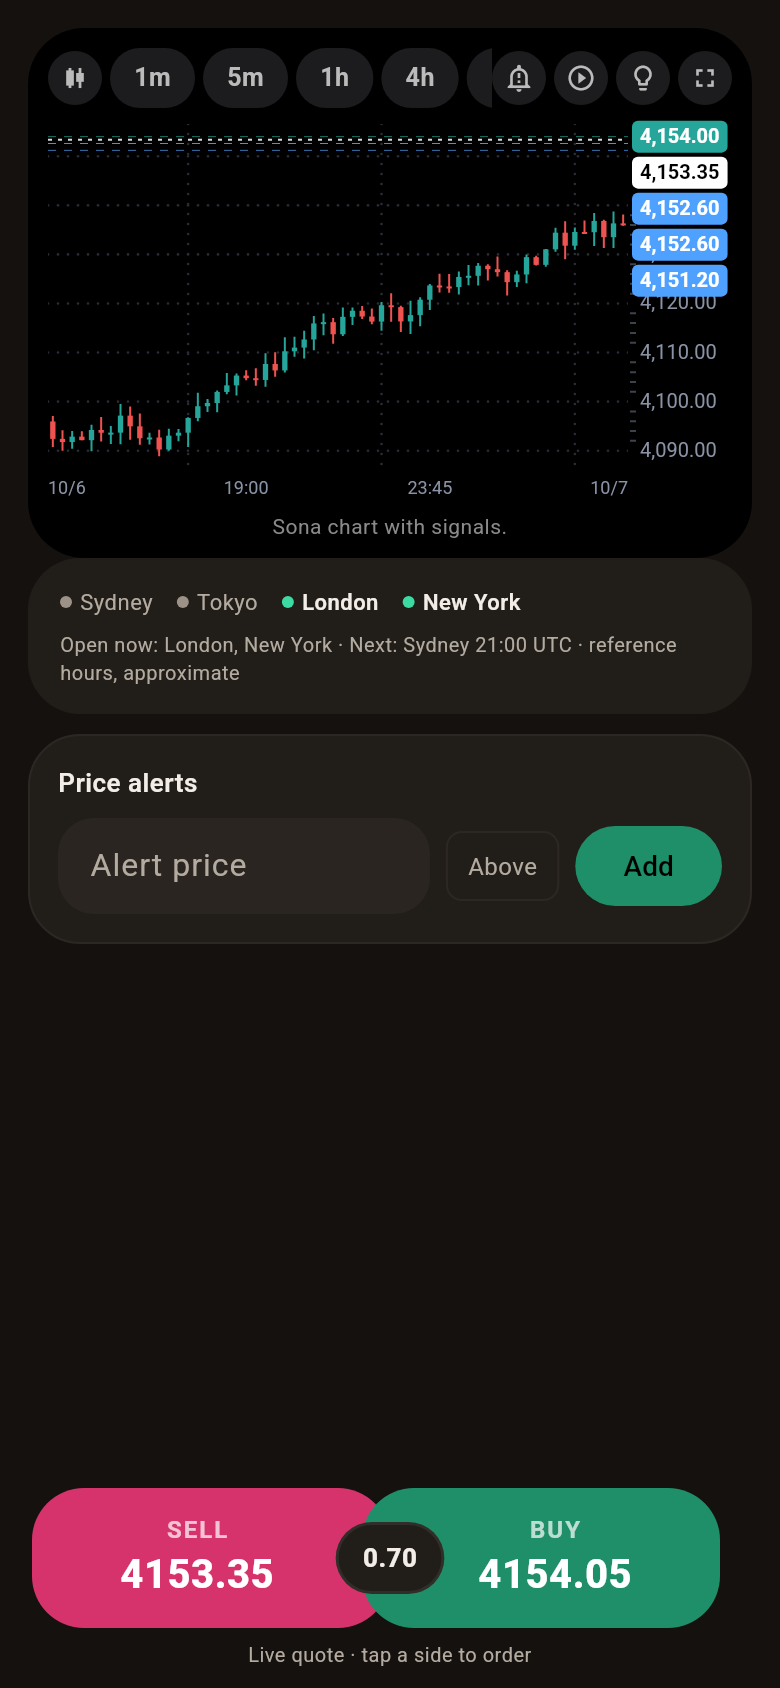 1m 5m 1h 4h
4,154.00
4,153.35
4,152.60
4,152.60
4,151.20
4,120.00
4,110.00
4,100.00
4,090.00
10/6 19:00 23:45 10/7
Sona chart with signals.
Sydney Tokyo London New York
Open now: London, New York · Next: Sydney 21:00 UTC · reference
hours, approximate
Price alerts
Alert price Above Add
SELL BUY
4153.35 0.70 4154.05
Live quote · tap a side to order